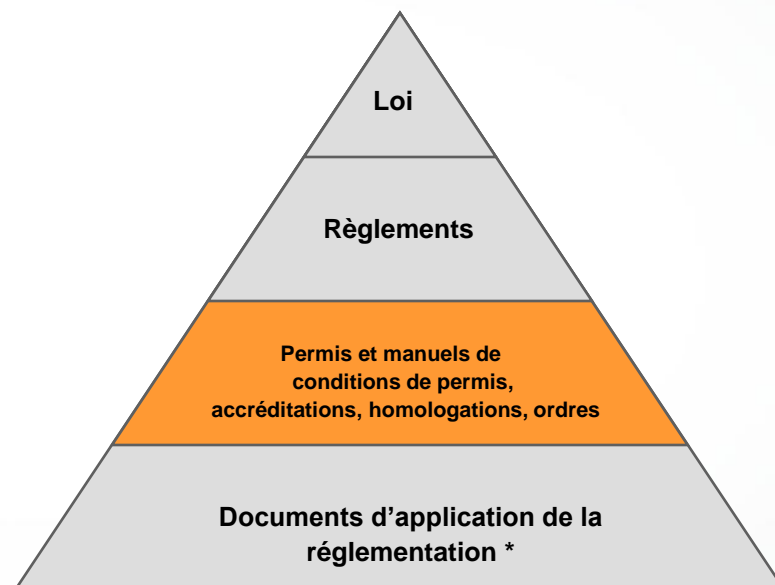 Loi
Règlements
Permis et manuels de
conditions de permis,
accréditations, homologations, ordres
Documents d’application de la
réglementation *